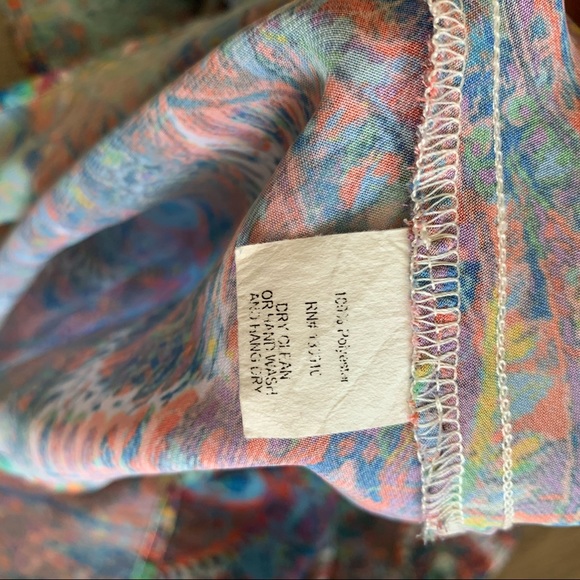 100% Polyester
RN#
DRY CLEAN
OR HAND WASH
AND HANG DRY